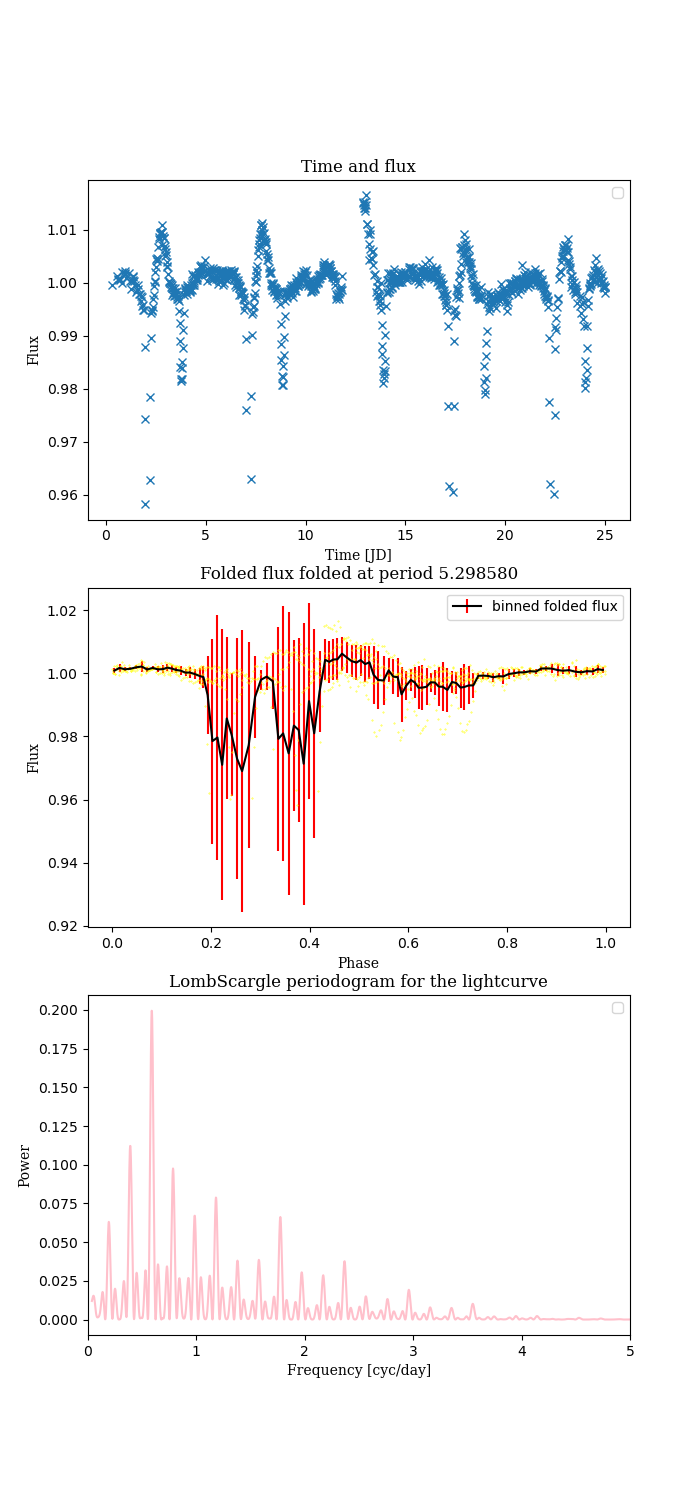 Time and flux
1.01
1.00
0.99
0.98
0.97
0.96
Flux
0 5 10 15 20 25
Time [JD]
Folded flux folded at period 5.298580
binned folded flux
1.02
1.00
0.98
0.96
0.94
0.92
Flux
0.0 0.2 0.4 0.6 0.8 1.0
Phase
LombScargle periodogram for the lightcurve
0.200
0.175
0.150
0.125
0.100
0.075
0.050
0.025
0.000
Power
0 1 2 3 4 5
Frequency [cyc/day]